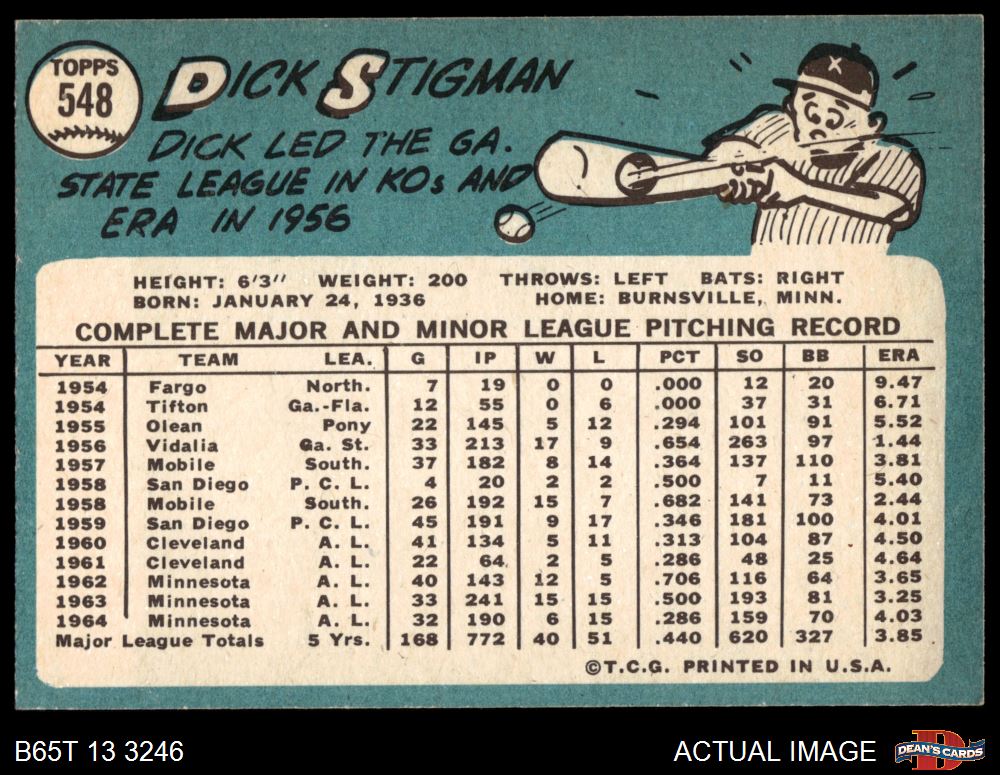 TOPPS
548
DICK STIGMAN
DICK LED THE GA.
STATE LEAGUE IN KOs AND
ERA IN 1956
X
HEIGHT: 6'3" WEIGHT: 200 THROWS: LEFT BATS: RIGHT
BORN: JANUARY 24, 1936 HOME: BURNSVILLE, MINN.
COMPLETE MAJOR AND MINOR LEAGUE PITCHING RECORD
YEAR TEAM LEA. G IP W L PCT SO BB ERA
1954 Fargo North. 7 19 0 0 .000 12 20 9.47
1954 Tifton Ga.-Fla. 12 55 0 6 .000 37 31 6.71
1955 Olean Pony 22 145 5 12 .294 101 91 5.52
1956 Vidalia Ga. St. 33 213 17 9 .654 263 97 1.44
1957 Mobile South. 37 182 8 14 .364 137 110 3.81
1958 San Diego P. C. L. 4 20 2 2 .500 7 11 5.40
1958 Mobile South. 26 192 15 7 .682 141 73 2.44
1959 San Diego P. C. L. 45 191 9 17 .346 181 100 4.01
1960 Cleveland A. L. 41 134 5 11 .313 104 87 4.50
1961 Cleveland A. L. 22 64 2 5 .286 48 25 4.64
1962 Minnesota A. L. 40 143 12 5 .706 116 64 3.65
1963 Minnesota A. L. 33 241 15 15 .500 193 81 3.25
1964 Minnesota A. L. 32 190 6 15 .286 159 70 4.03
Major League Totals 5 Yrs. 168 772 40 51 .440 620 327 3.85
©T.C.G. PRINTED IN U.S.A.
B65T 13 3246 ACTUAL IMAGE D DEAN'S CARDS